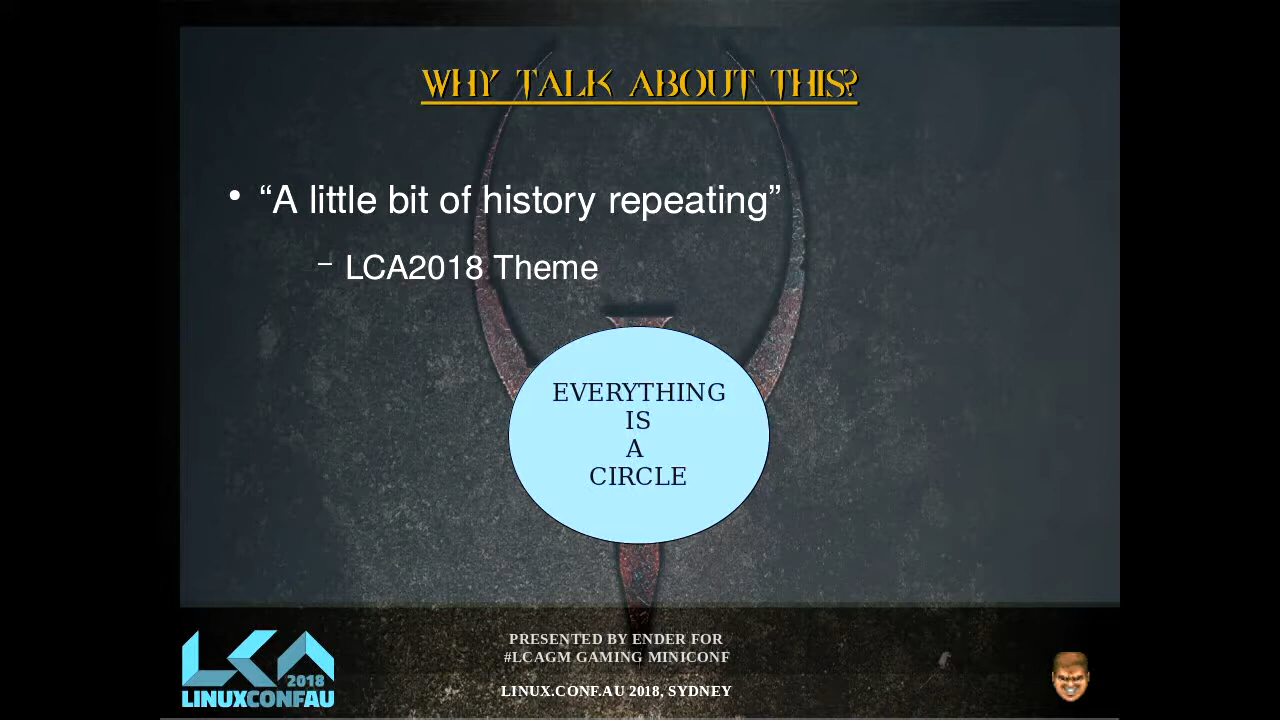 WHY TALK ABOUT THIS?
• “A little bit of history repeating”
– LCA2018 Theme
EVERYTHING
IS
A
CIRCLE
LCA
2018
LINUXCONFAU
PRESENTED BY ENDER FOR
#LCAGM GAMING MINICONF
LINUX.CONF.AU 2018, SYDNEY